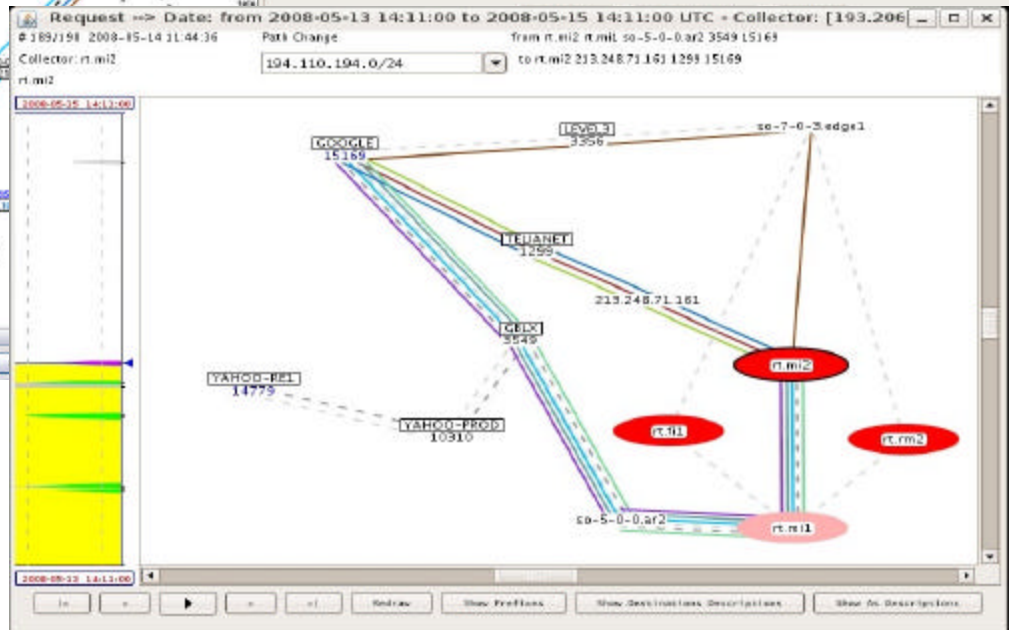 Request --> Date: from 2008-05-13 14:11:00 to 2008-05-15 14:11:00 UTC - Collector: [193.206
# 189/190 2008-05-14 11:44:36 Path Change from rt.mi2 rt.mi1 so-5-0-0.ar2 3549 15169
Collector: rt.mi2 194.110.194.0/24 to rt.mi2 213.248.71.161 1299 15169
rt.mi2
2008-05-15 14:11:00
LEVEL3
3356
so-7-0-3.edge1
GOOGLE
15169
TELIANET
1299
213.248.71.161
GBLX
3549
rt.mi2
YAHOO-RE1
14779
YAHOO-PROD
10310
rt.fi1
rt.rm2
so-5-0-0.ar2
rt.mi1
2008-05-13 14:11:00
Redraw Show Prefixes Show Destinations Descriptions Show As Descriptions